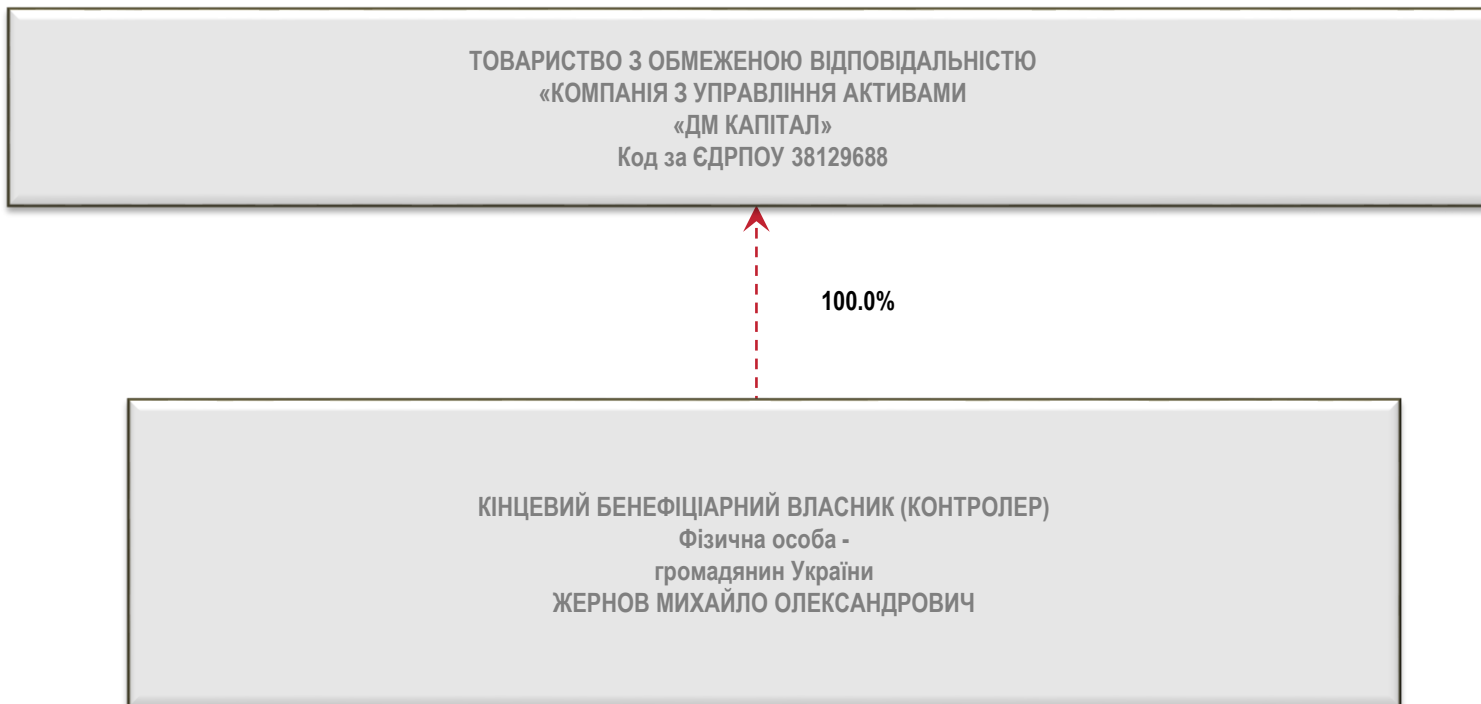 ТОВАРИСТВО З ОБМЕЖЕНОЮ ВІДПОВІДАЛЬНІСТЮ
«КОМПАНІЯ З УПРАВЛІННЯ АКТИВАМИ
«ДМ КАПІТАЛ»
Код за ЄДРПОУ 38129688
100.0%
КІНЦЕВИЙ БЕНЕФІЦІАРНИЙ ВЛАСНИК (КОНТРОЛЕР)
Фізична особа -
громадянин України
ЖЕРНОВ МИХАЙЛО ОЛЕКСАНДРОВИЧ